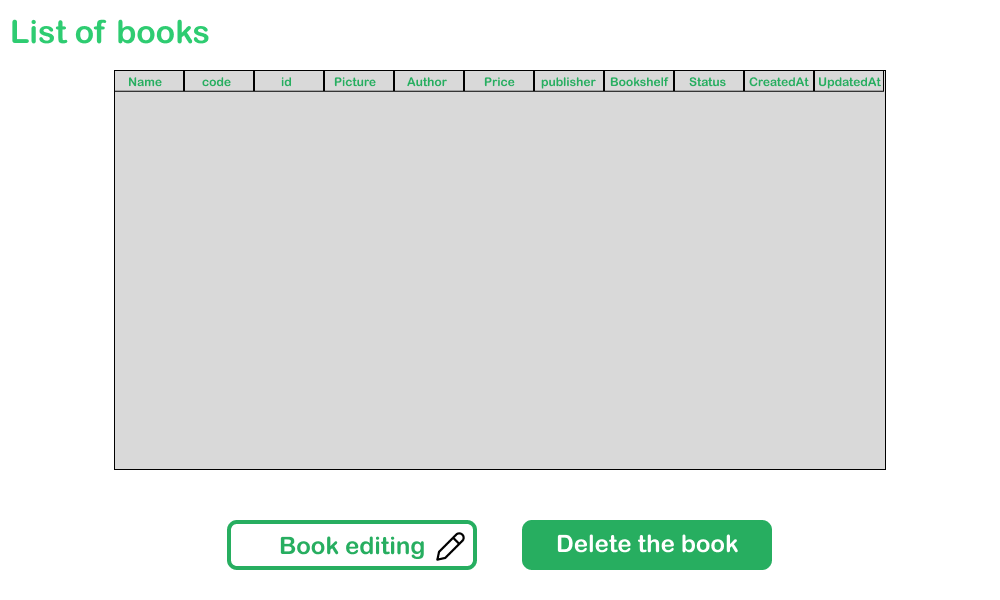 List of books
Name code id Picture Author Price publisher Bookshelf Status CreatedAt UpdatedAt
Book editing Delete the book